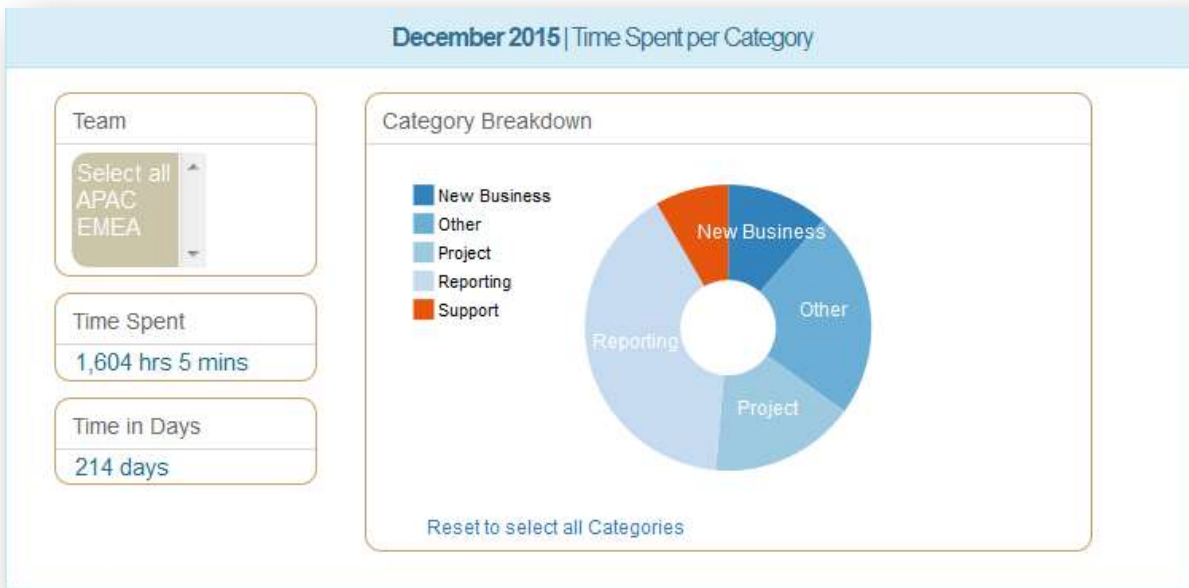 December 2015 | Time Spent per Category
Team
Select all
APAC
EMEA
Time Spent
1,604 hrs 5 mins
Time in Days
214 days
Category Breakdown
New Business
Other
Project
Reporting
Support
New Business
Other
Reporting
Project
Reset to select all Categories